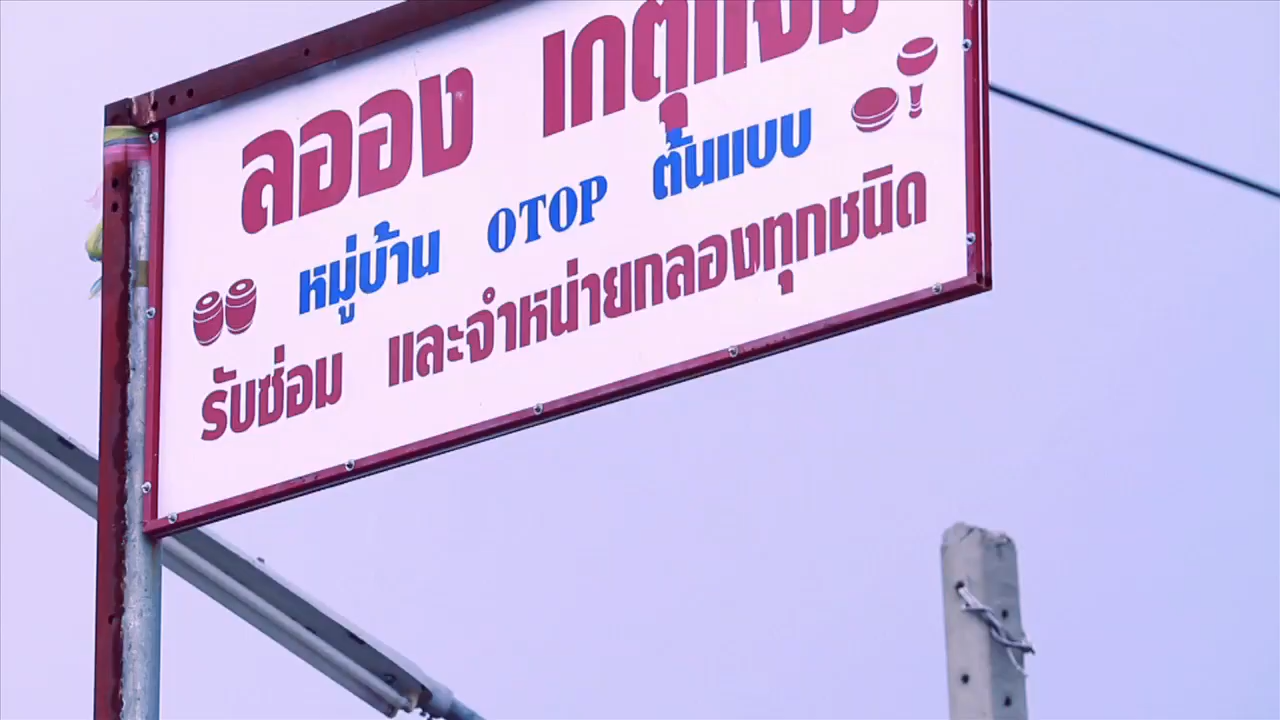 ลออง เกตุแจ่ม
หมู่บ้าน OTOP ต้นแบบ
รับซ่อม และจำหน่ายกลองทุกชนิด